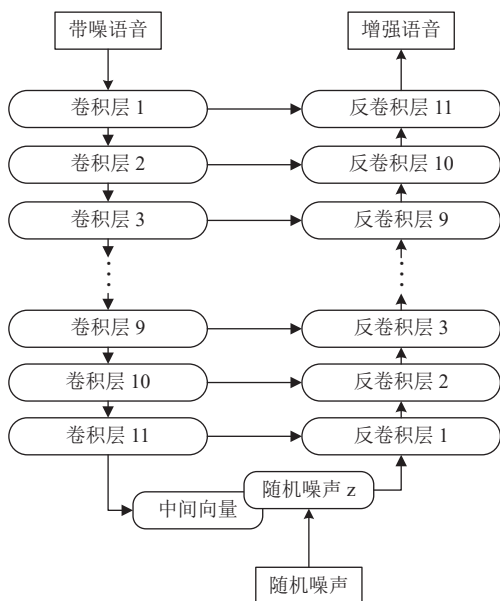 带噪语音
增强语音
卷积层 1
反卷积层 11
卷积层 2
反卷积层 10
卷积层 3
反卷积层 9
卷积层 9
反卷积层 3
卷积层 10
反卷积层 2
卷积层 11
反卷积层 1
中间向量
随机噪声 z
随机噪声